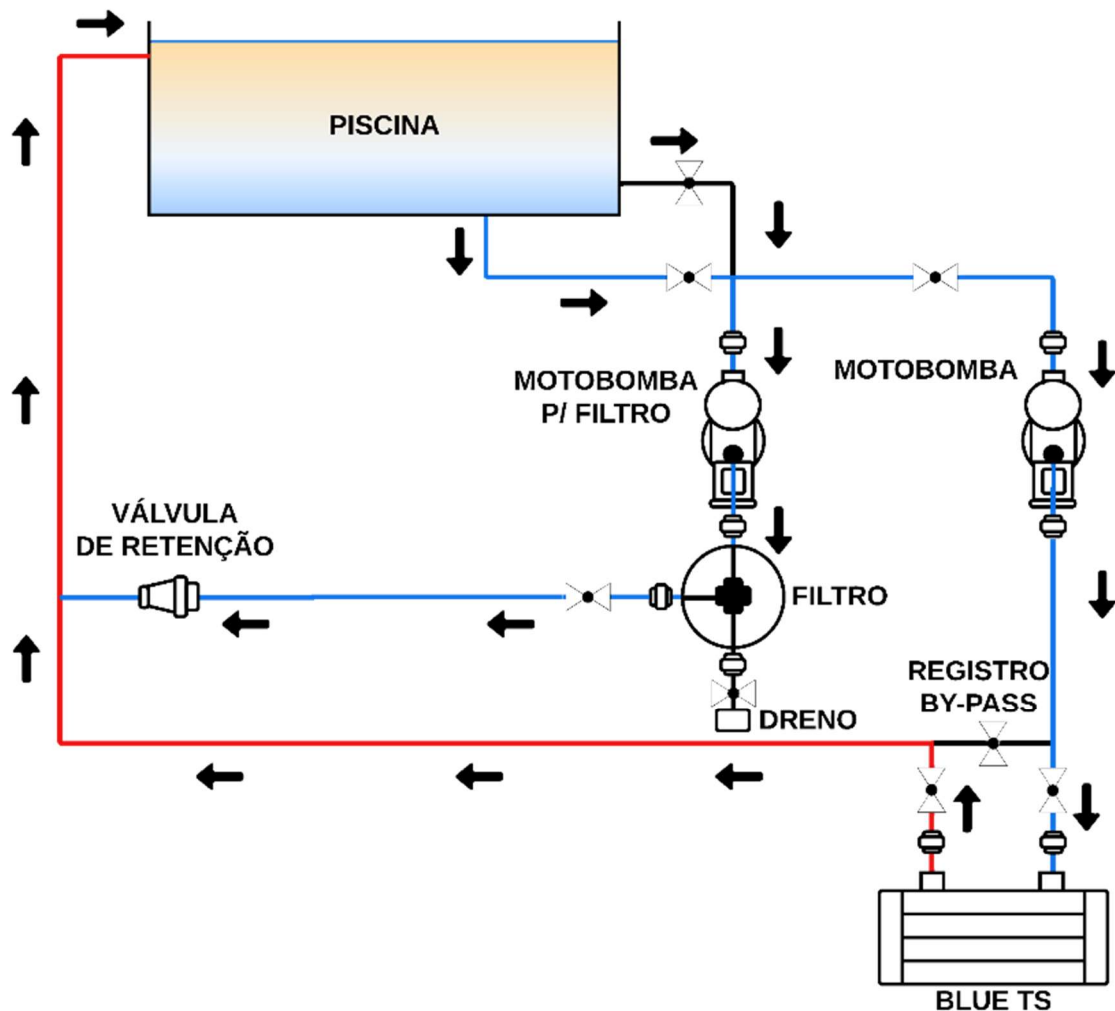 PISCINA
MOTOBOMBA
P/ FILTRO
MOTOBOMBA
VÁLVULA
DE RETENÇÃO
FILTRO
REGISTRO
BY-PASS
DRENO
BLUE TS